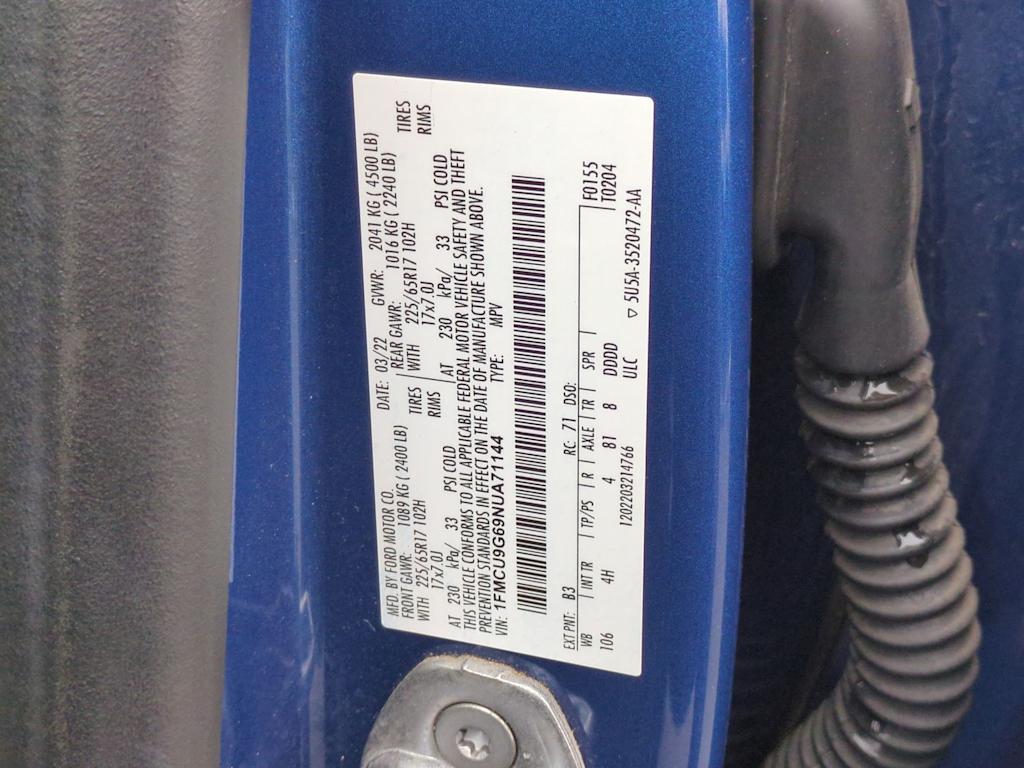 MFD. BY FORD MOTOR CO. DATE: 03/22 GVWR: 2041 KG ( 4500 LB)
FRONT GAWR: 1089 KG ( 2400 LB) REAR GAWR: 1016 KG ( 2240 LB)
WITH 225/65R17 102H TIRES WITH 225/65R17 102H TIRES
17x7.0J RIMS 17x7.0J RIMS
AT 230 kPa/ 33 PSI COLD AT 230 kPa/ 33 PSI COLD
THIS VEHICLE CONFORMS TO ALL APPLICABLE FEDERAL MOTOR VEHICLE SAFETY AND THEFT
PREVENTION STANDARDS IN EFFECT ON THE DATE OF MANUFACTURE SHOWN ABOVE.
VIN: 1FMCU9G69NUA71144 TYPE: MPV
EXT PNT: B3 RC: 71 DSO: F0155
WB INT TR TP/PS R AXLE TR SPR T0204
106 4H 4 81 8 DDDD
1202203214766 ULC ▽ 5U5A-3520472-AA